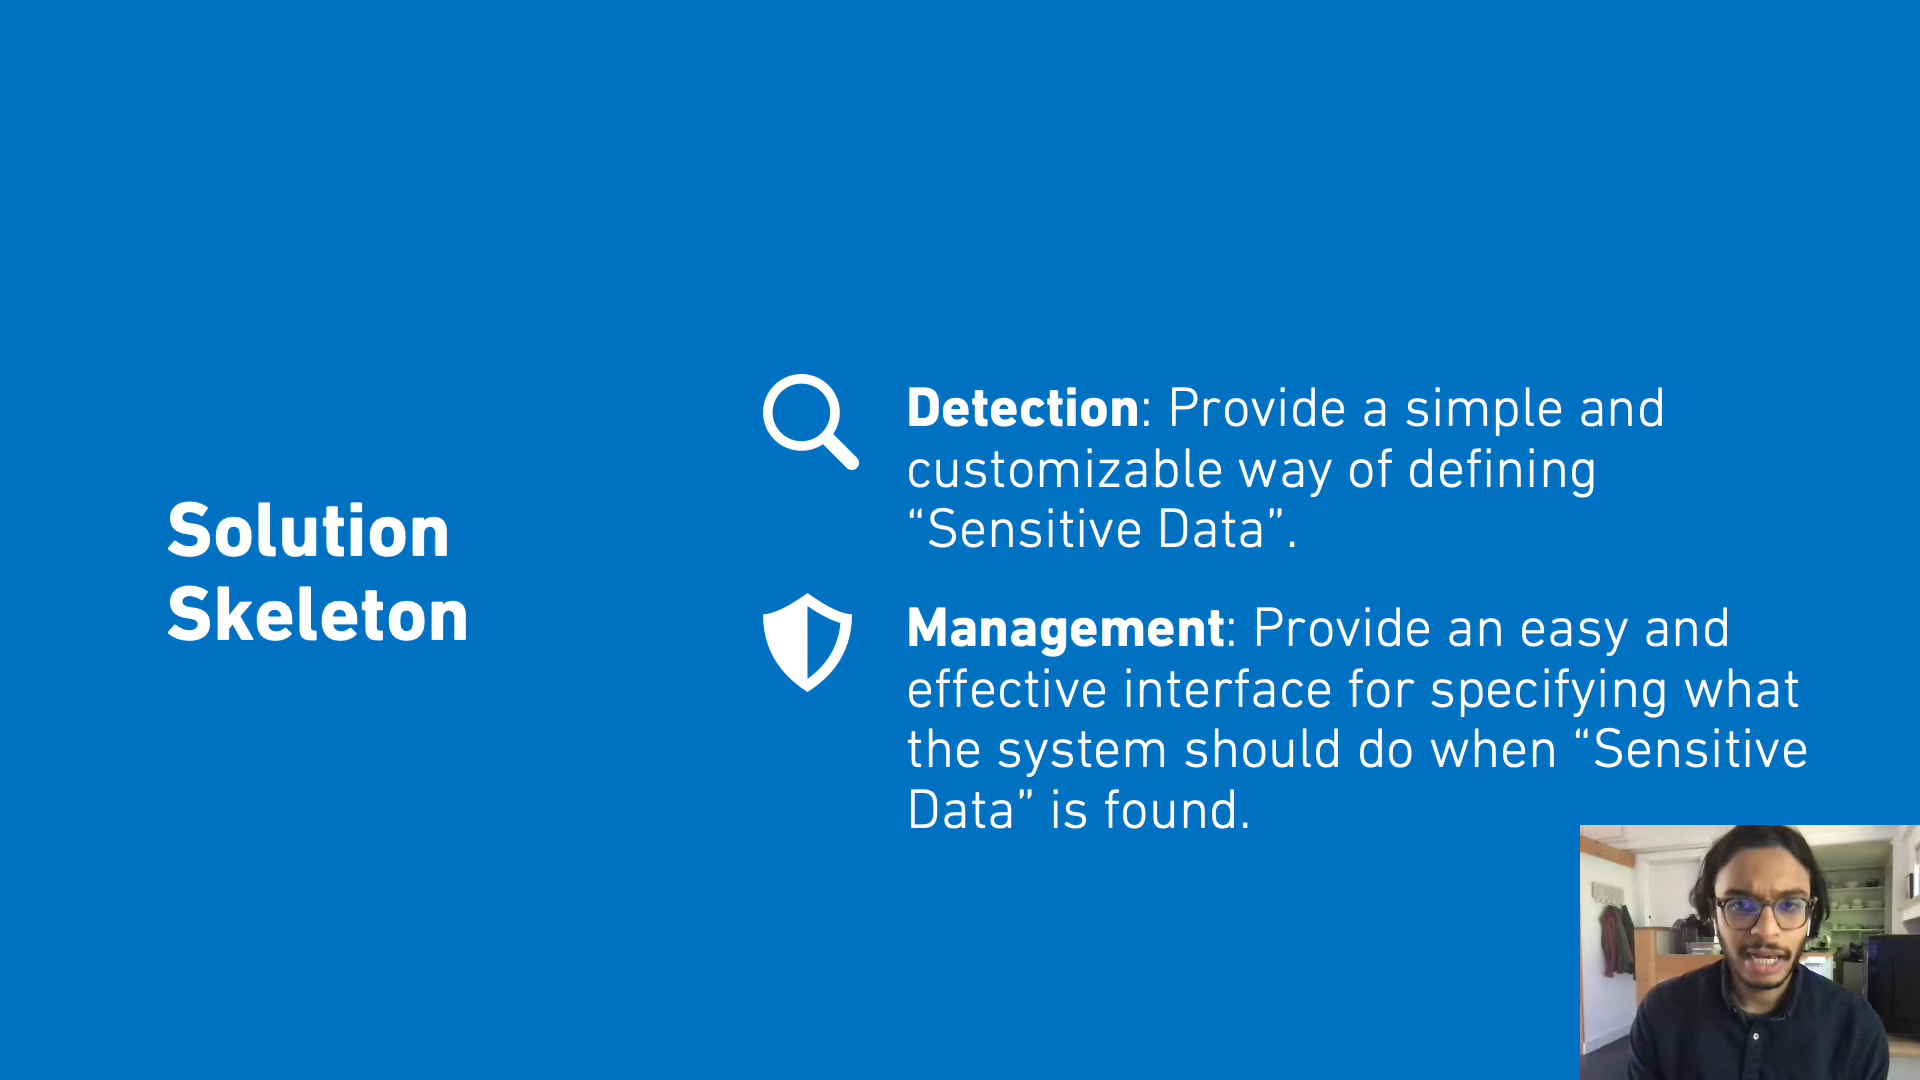 Solution
Skeleton
Detection: Provide a simple and
customizable way of defining
“Sensitive Data”.
Management: Provide an easy and
effective interface for specifying what
the system should do when “Sensitive
Data” is found.